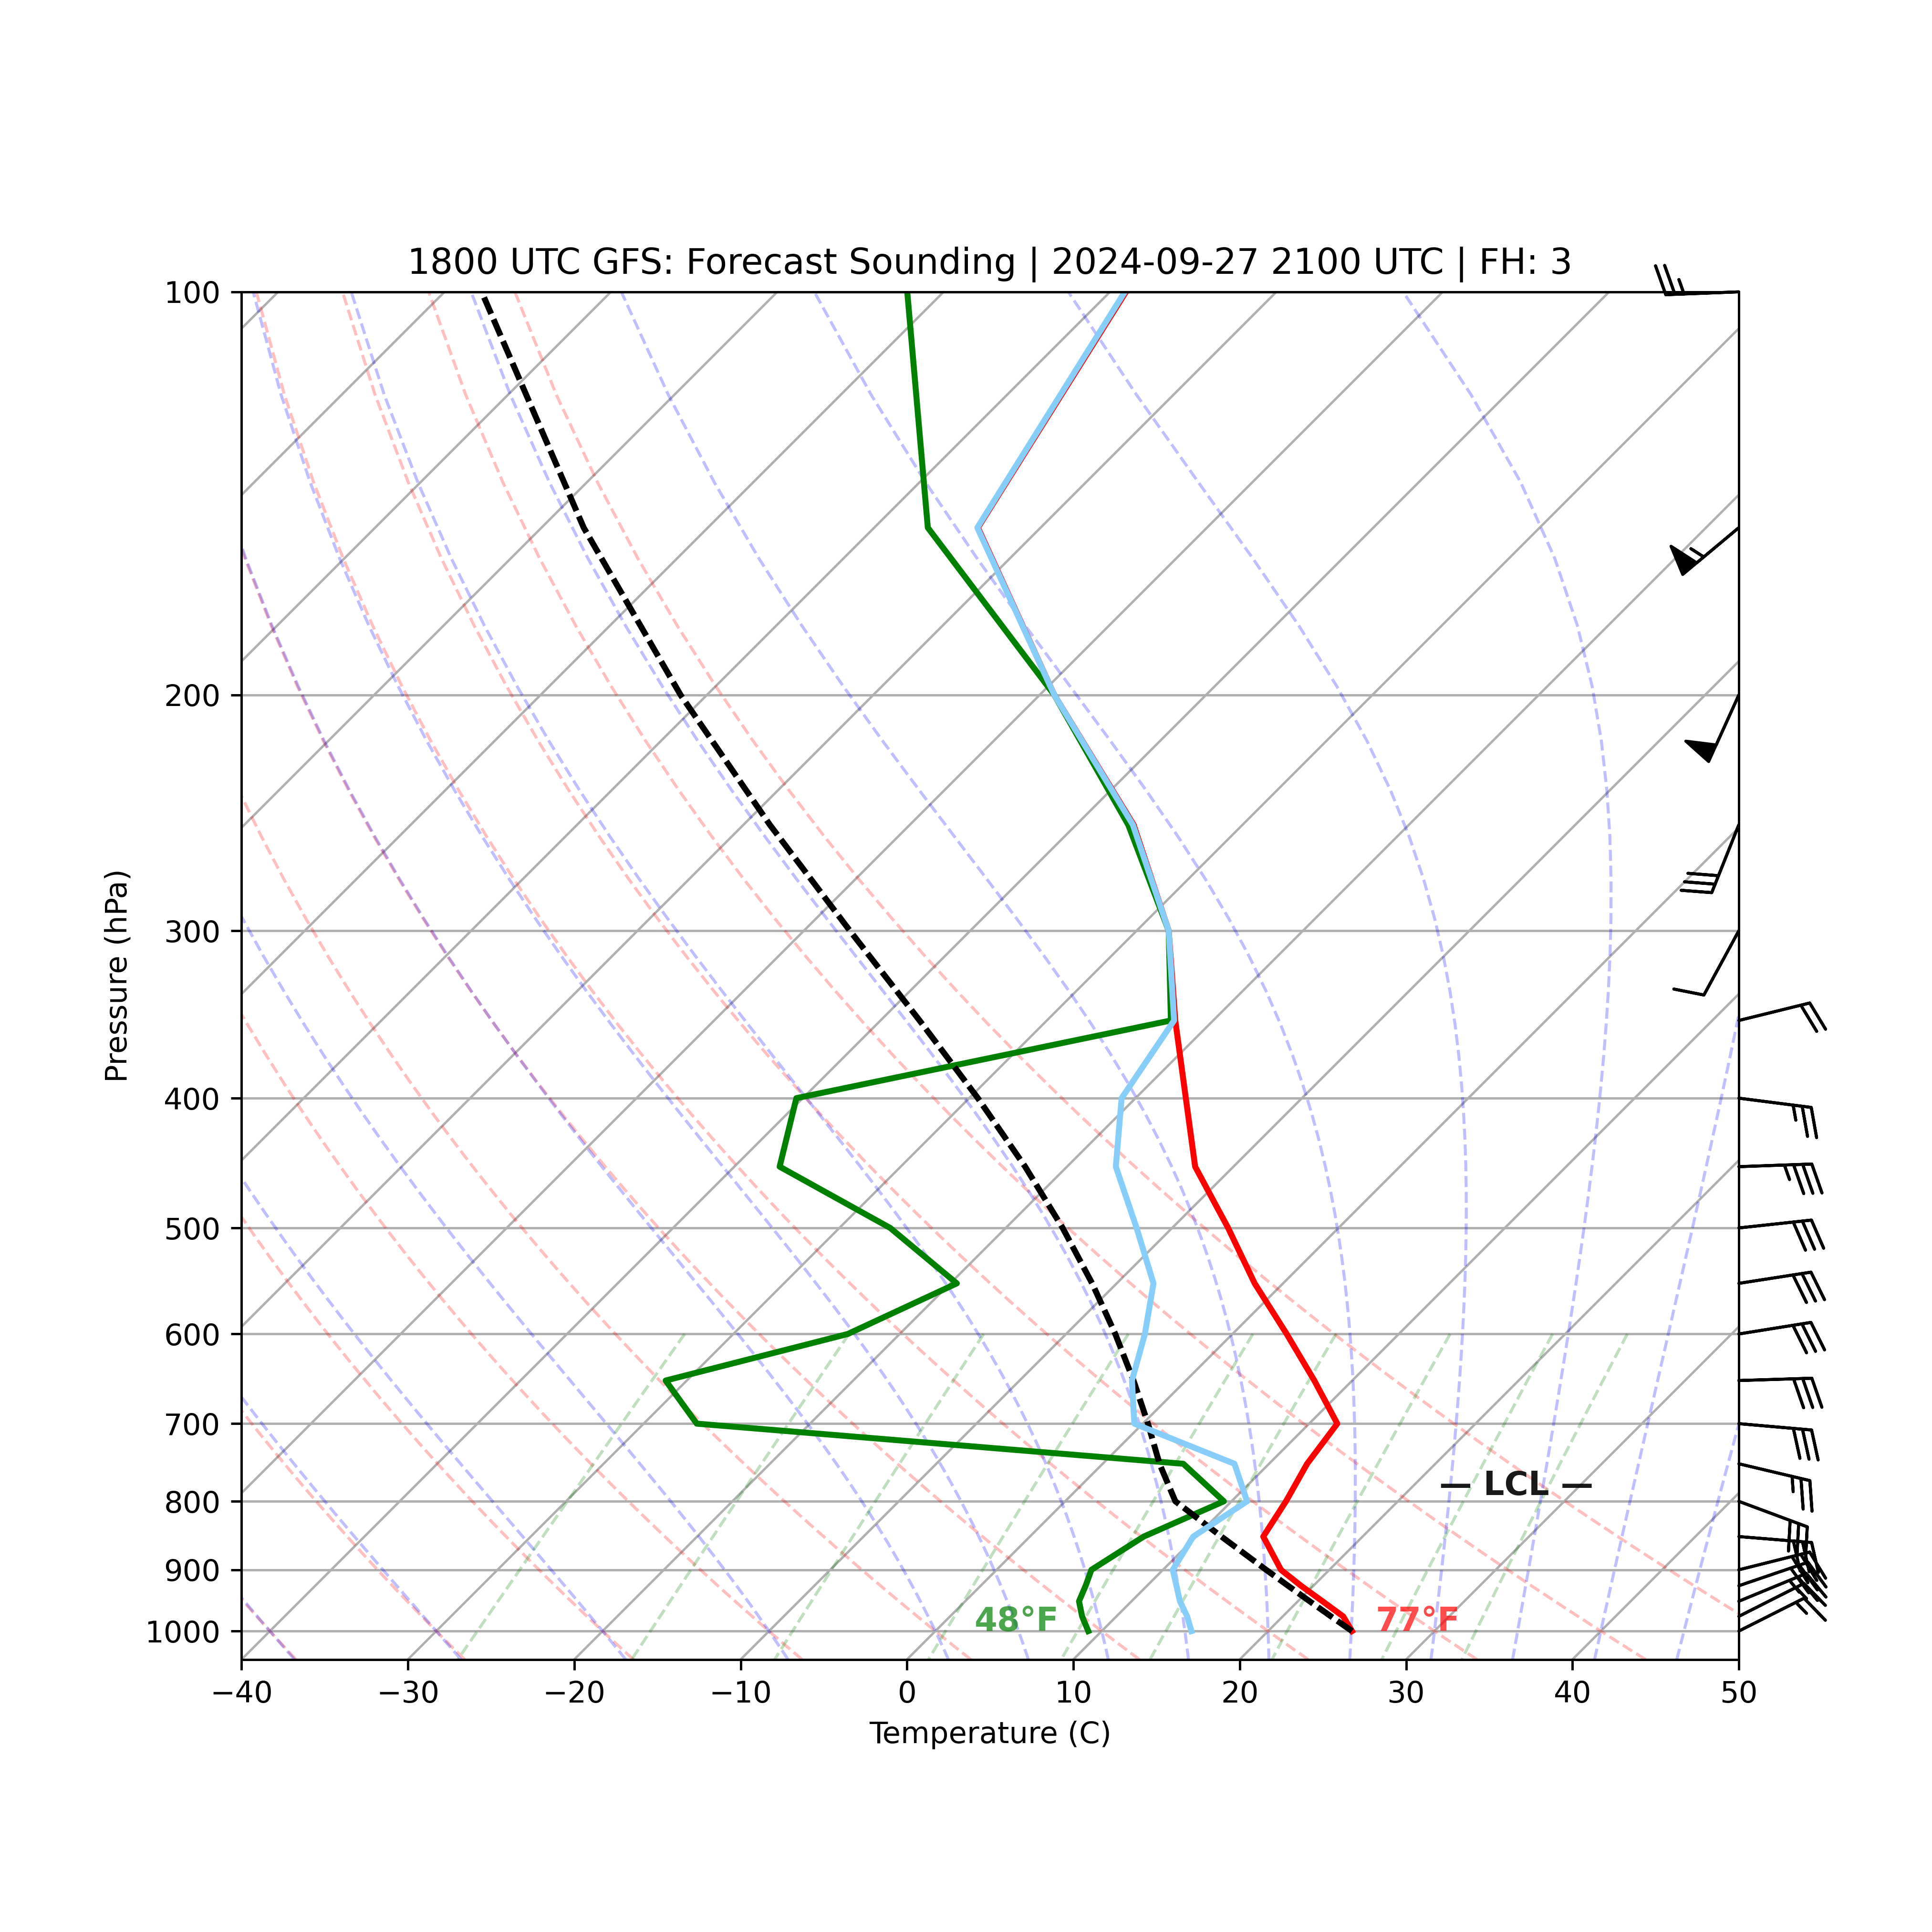 1800 UTC GFS: Forecast Sounding | 2024-09-27 2100 UTC | FH: 3
100
200
300
400
500
600
700
800
900
1000
Pressure (hPa)
— LCL —
48°F
77°F
−40 −30 −20 −10 0 10 20 30 40 50
Temperature (C)